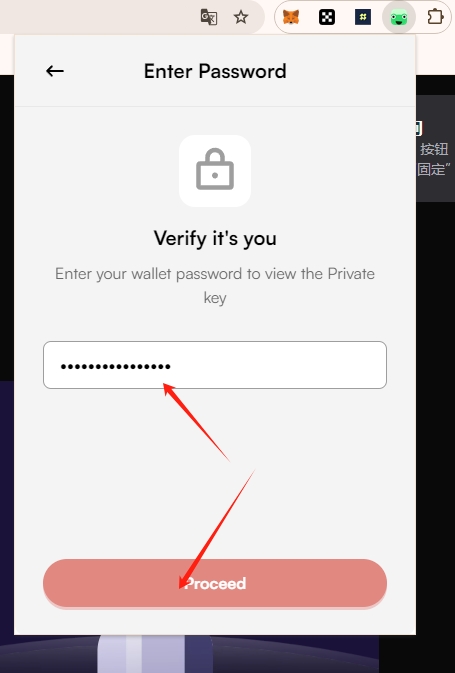 Enter Password
按钮
固定”
Verify it's you
Enter your wallet password to view the Private
key
••••••••••••••••
Proceed